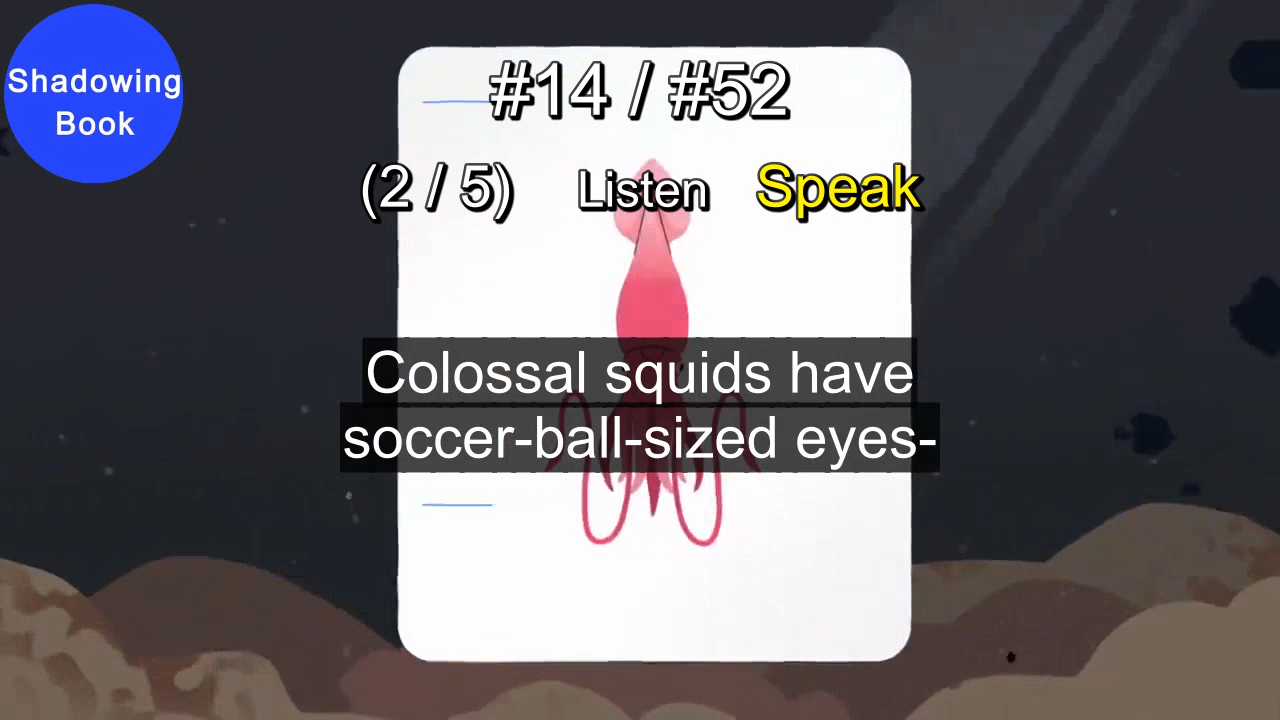 Shadowing
Book
#14 / #52
(2 / 5) Listen Speak
Colossal squids have
soccer-ball-sized eyes-